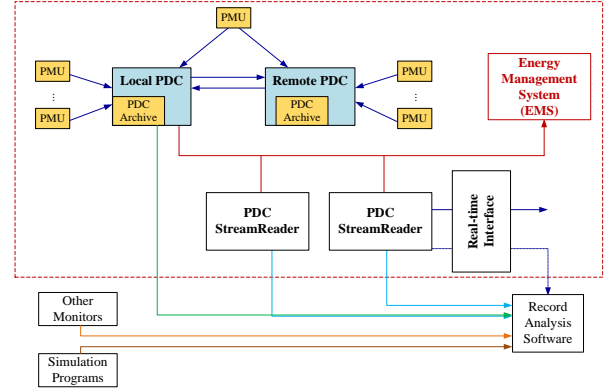 PMU
PMU
Local PDC
Remote PDC
PMU
Energy
Management
System
(EMS)
PDC
Archive
PDC
Archive
...
...
PMU
PMU
PDC
StreamReader
PDC
StreamReader
Real-time
Interface
Other
Monitors
Record
Analysis
Software
Simulation
Programs